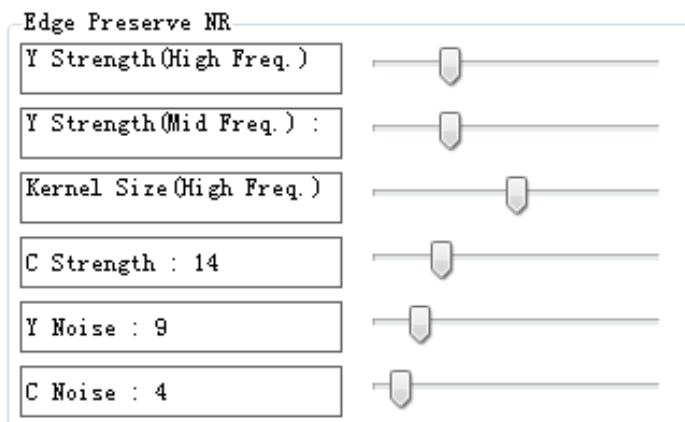 Edge Preserve NR
Y Strength(High Freq.)
Y Strength(Mid Freq.) :
Kernel Size(High Freq.)
C Strength : 14
Y Noise : 9
C Noise : 4